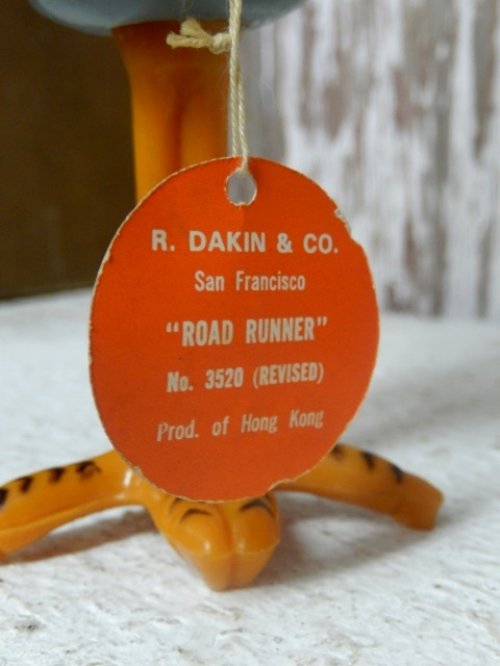 R. DAKIN & CO.
San Francisco
"ROAD RUNNER"
No. 3520 (REVISED)
Prod. of Hong Kong